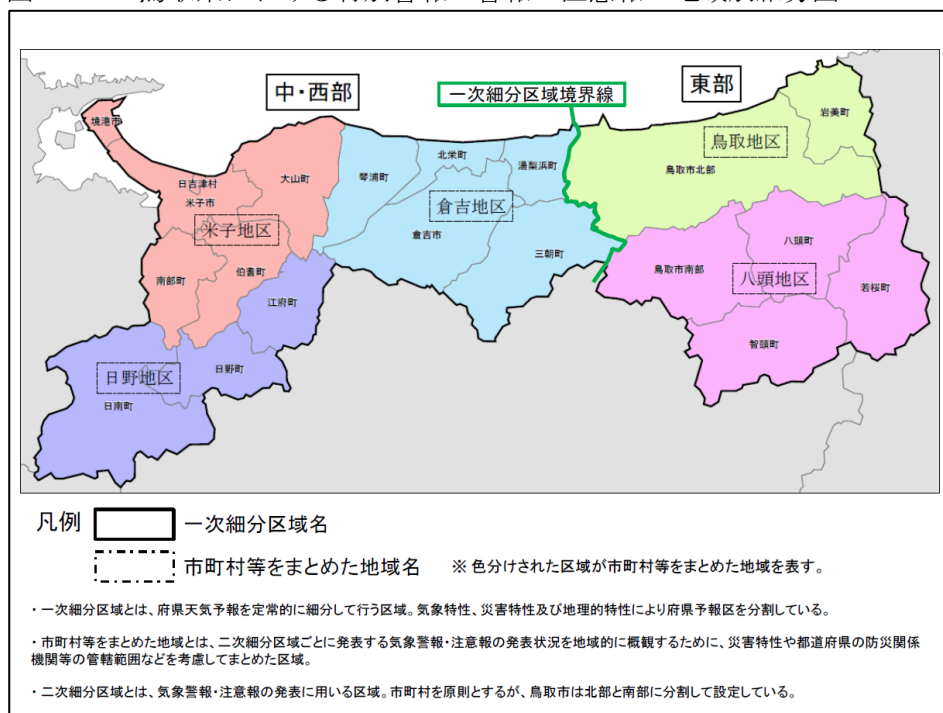 中・西部
一次細分区域境界線
東部
境港市
岩美町
鳥取地区
日吉津村
米子市
大山町
琴浦町
北栄町
湯梨浜町
鳥取市北部
米子地区
倉吉地区
倉吉市
三朝町
八頭町
南部町
伯耆町
江府町
鳥取市南部
八頭地区
若桜町
智頭町
日野地区
日野町
日南町
凡例
一次細分区域名
市町村等をまとめた地域名 ※ 色分けされた区域が市町村等をまとめた地域を表す。
・一次細分区域とは、府県天気予報を定常的に細分して行う区域。気象特性、災害特性及び地理的特性により府県予報区を分割している。
・市町村等をまとめた地域とは、二次細分区域ごとに発表する気象警報・注意報の発表状況を地域的に概観するために、災害特性や都道府県の防災関係
機関等の管轄範囲などを考慮してまとめた区域。
・二次細分区域とは、気象警報・注意報の発表に用いる区域。市町村を原則とするが、鳥取市は北部と南部に分割して設定している。